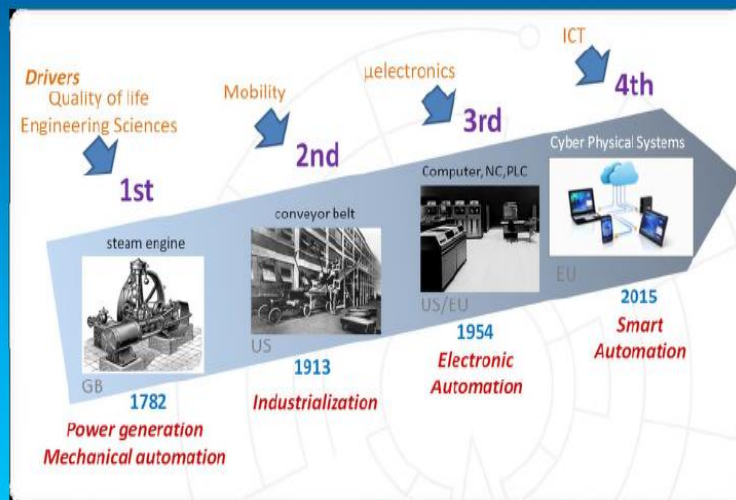 Drivers
Quality of life
Engineering Sciences
1st
steam engine
GB
1782
Power generation
Mechanical automation
Mobility
2nd
conveyor belt
US
1913
Industrialization
µelectronics
3rd
Computer, NC,PLC
US/EU
1954
Electronic
Automation
ICT
4th
Cyber Physical Systems
EU
2015
Smart
Automation